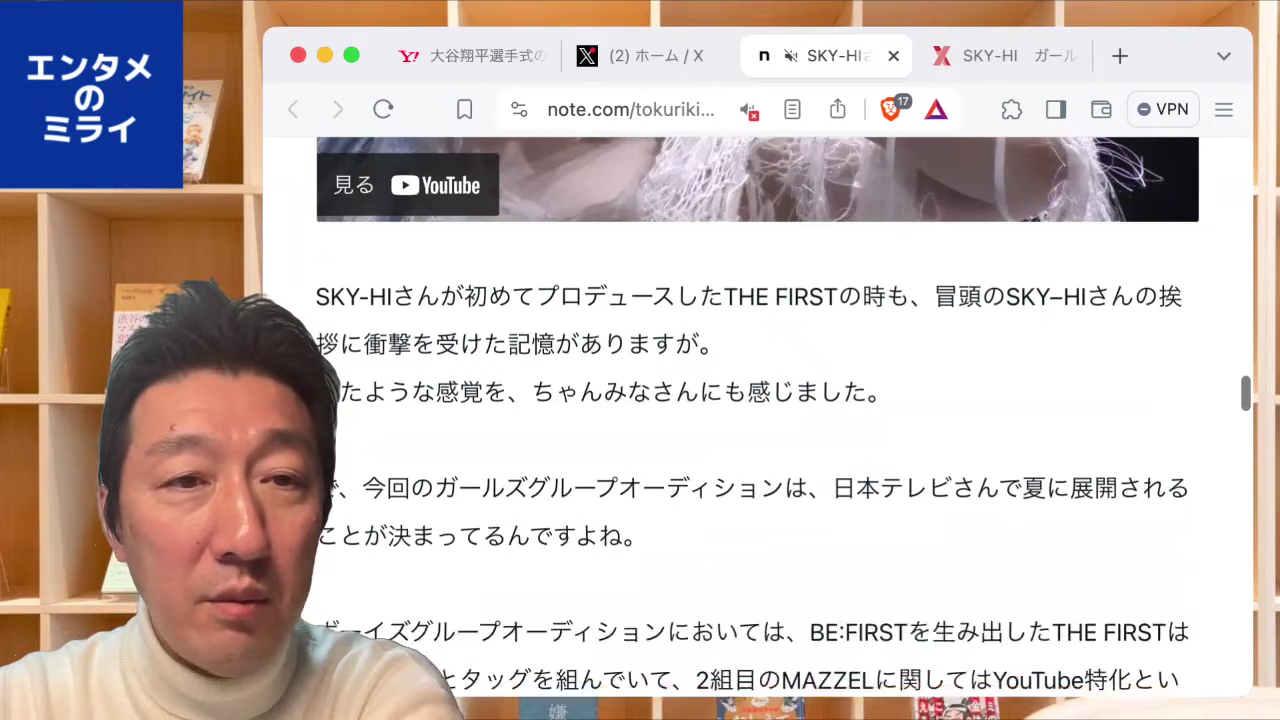 エンタメ
の
ミライ
大谷翔平選手式の
(2) ホーム / X
SKY-HIさ
SKY-HI ガール
note.com/tokuriki...
17
VPN
見る YouTube
SKY-HIさんが初めてプロデュースしたTHE FIRSTの時も、冒頭のSKY–HIさんの挨
拶に衝撃を受けた記憶がありますが。
たような感覚を、ちゃんみなさんにも感じました。
、今回のガールズグループオーディションは、日本テレビさんで夏に展開される
ことが決まってるんですよね。
ボーイズグループオーディションにおいては、BE:FIRSTを生み出したTHE FIRSTは
とタッグを組んでいて、2組目のMAZZELに関してはYouTube特化とい
嫌